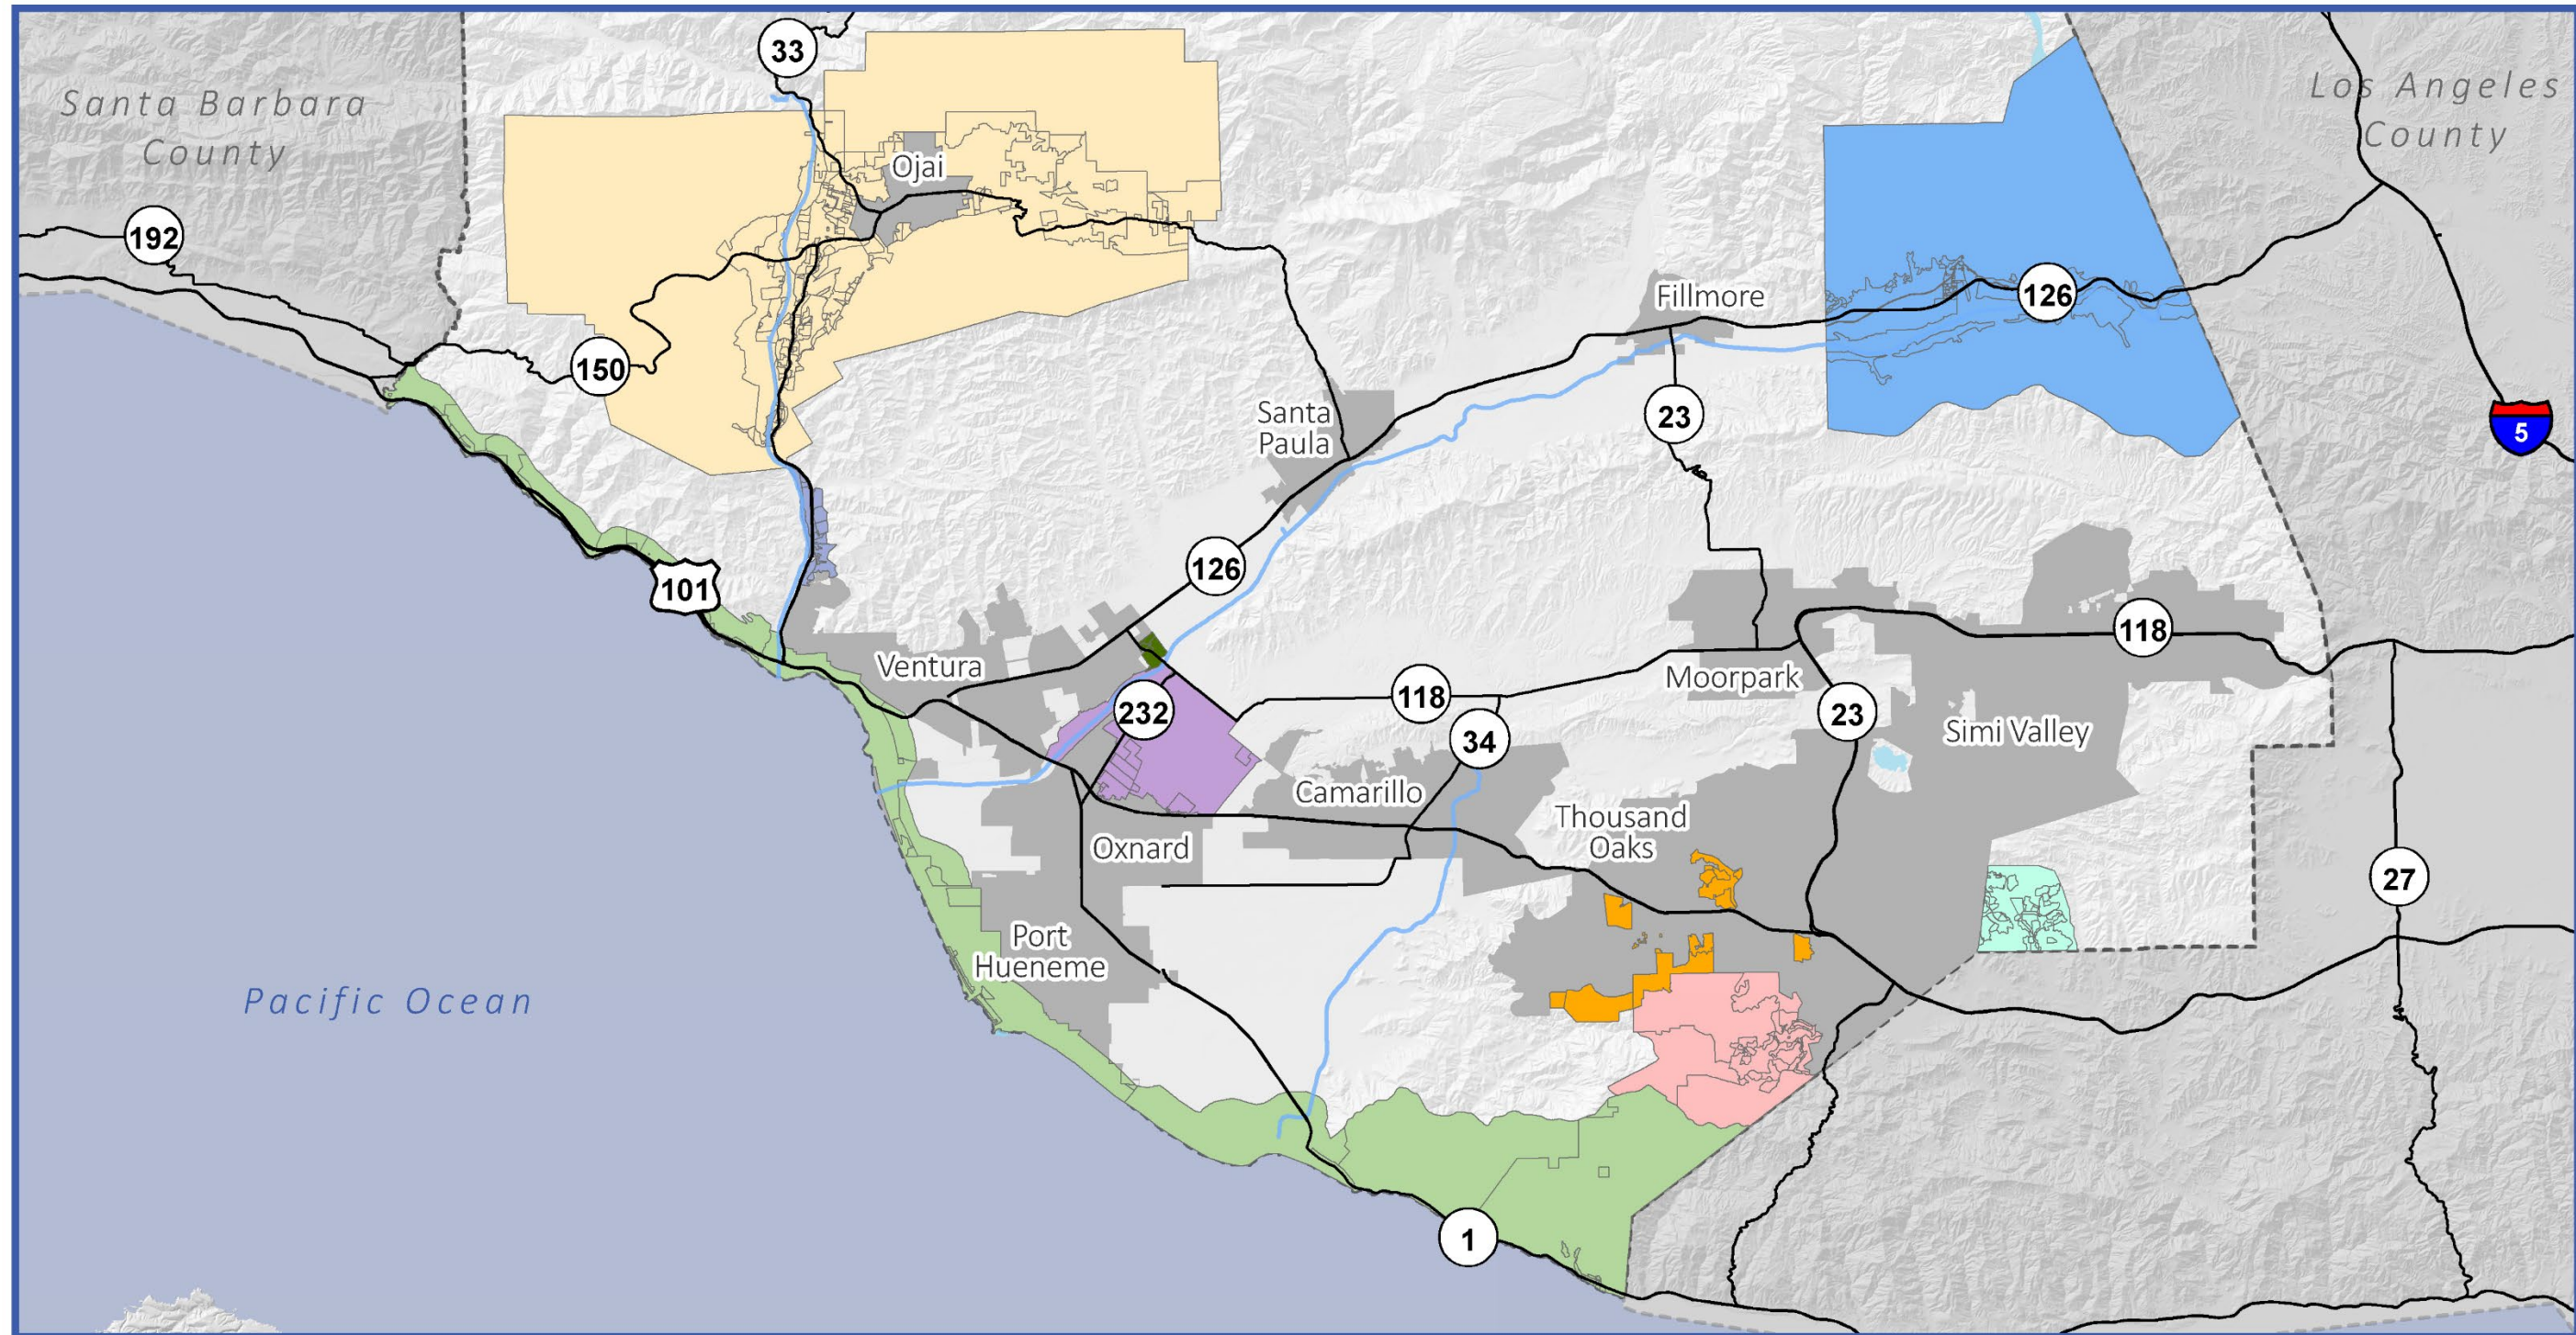 33
Santa Barbara
County
Los Angeles
County
Ojai
192
Fillmore
126
150
Santa
Paula
23
5
126
101
118
Ventura
Moorpark
118
232
23
34
Simi Valley
Camarillo
Thousand
Oaks
Oxnard
27
Port
Hueneme
Pacific Ocean
1